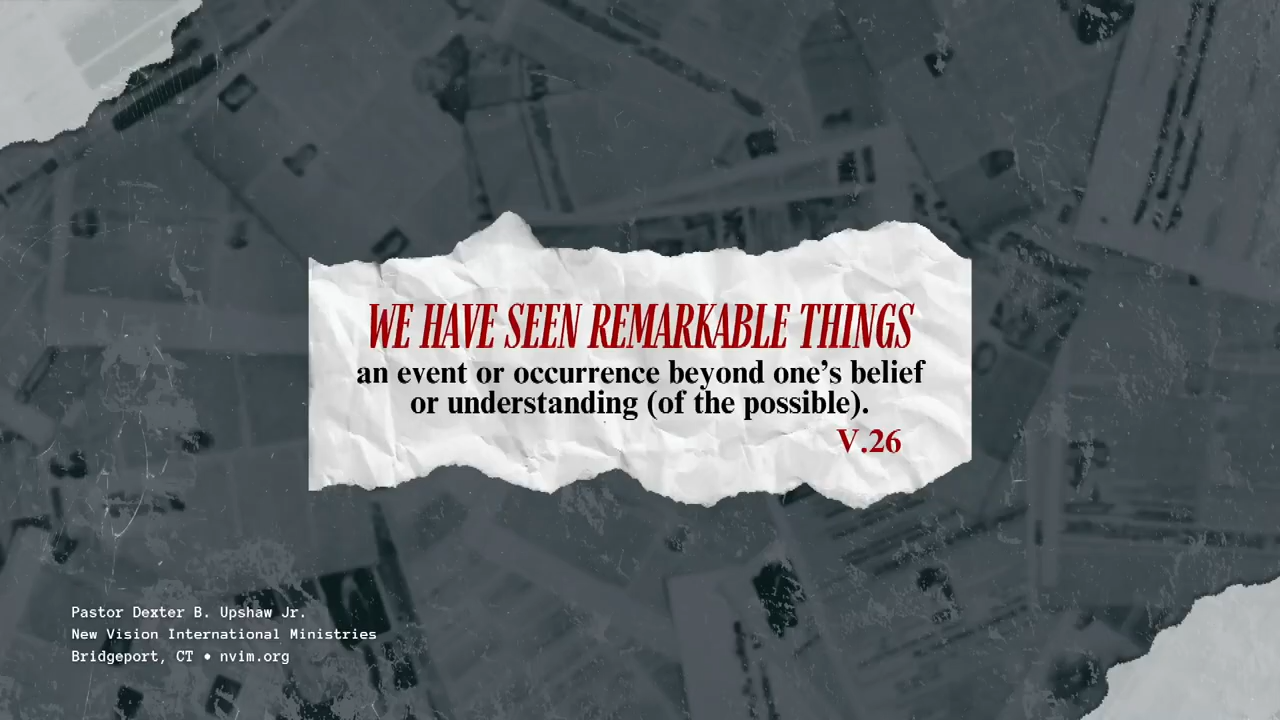 WE HAVE SEEN REMARKABLE THINGS
an event or occurrence beyond one’s belief
or understanding (of the possible).
V.26
Pastor Dexter B. Upshaw Jr.
New Vision International Ministries
Bridgeport, CT • nvim.org